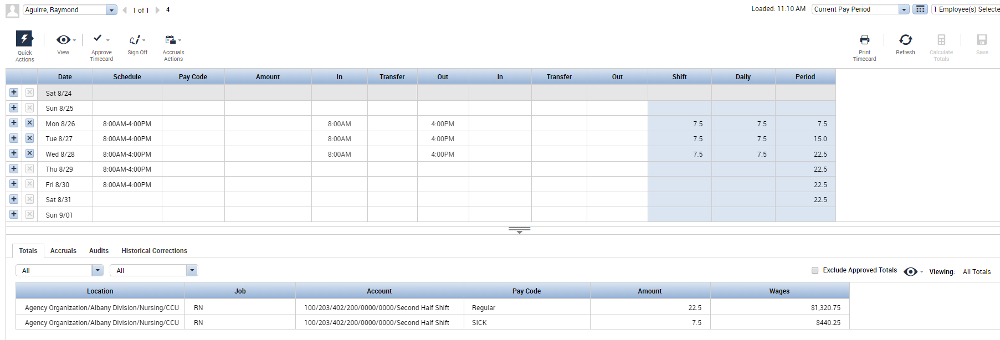 Aguirre, Raymond 1 of 1 4 Loaded: 11:10 AM Current Pay Period 1 Employee(s) Selecte
Quick Actions View Approve Timecard Sign Off Accruals Actions Print Timecard Refresh Calculate Totals Save
Date Schedule Pay Code Amount In Transfer Out In Transfer Out Shift Daily Period
Sat 8/24
Sun 8/25
Mon 8/26 8:00AM-4:00PM 8:00AM 4:00PM 7.5 7.5 7.5
Tue 8/27 8:00AM-4:00PM 8:00AM 4:00PM 7.5 7.5 15.0
Wed 8/28 8:00AM-4:00PM 8:00AM 4:00PM 7.5 7.5 22.5
Thu 8/29 8:00AM-4:00PM 22.5
Fri 8/30 8:00AM-4:00PM 22.5
Sat 8/31 22.5
Sun 9/01
Totals Accruals Audits Historical Corrections
All All Exclude Approved Totals Viewing: All Totals
Location Job Account Pay Code Amount Wages
Agency Organization/Albany Division/Nursing/CCU RN 100/203/402/200/0000/0000/Second Half Shift Regular 22.5 $1,320.75
Agency Organization/Albany Division/Nursing/CCU RN 100/203/402/200/0000/0000/Second Half Shift SICK 7.5 $440.25